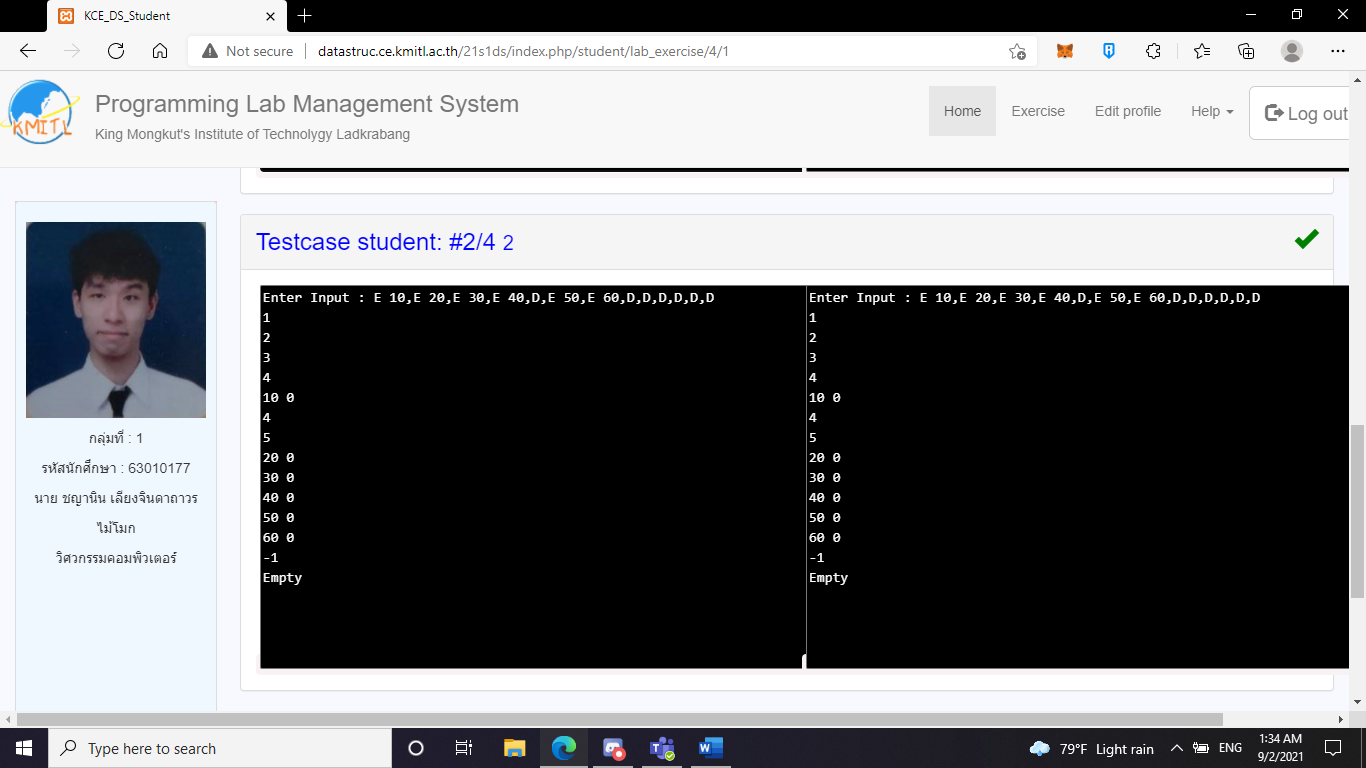 KCE_DS_Student
Not secure
datastruc.ce.kmitl.ac.th/21s1ds/index.php/student/lab_exercise/4/1
KMITL
Programming Lab Management System
King Mongkut's Institute of Technolygy Ladkrabang
Home
Exercise
Edit profile
Help
Log out
กลุ่มที่ : 1
รหัสนักศึกษา : 63010177
นาย ชญานิน เลียงจินดาถาวร
ไม้โมก
วิศวกรรมคอมพิวเตอร์
Testcase student: #2/4 2
Enter Input : E 10,E 20,E 30,E 40,D,E 50,E 60,D,D,D,D,D,D
1
2
3
4
10 0
4
5
20 0
30 0
40 0
50 0
60 0
-1
Empty
Enter Input : E 10,E 20,E 30,E 40,D,E 50,E 60,D,D,D,D,D,D
1
2
3
4
10 0
4
5
20 0
30 0
40 0
50 0
60 0
-1
Empty
Type here to search
79°F Light rain
ENG
1:34 AM
9/2/2021